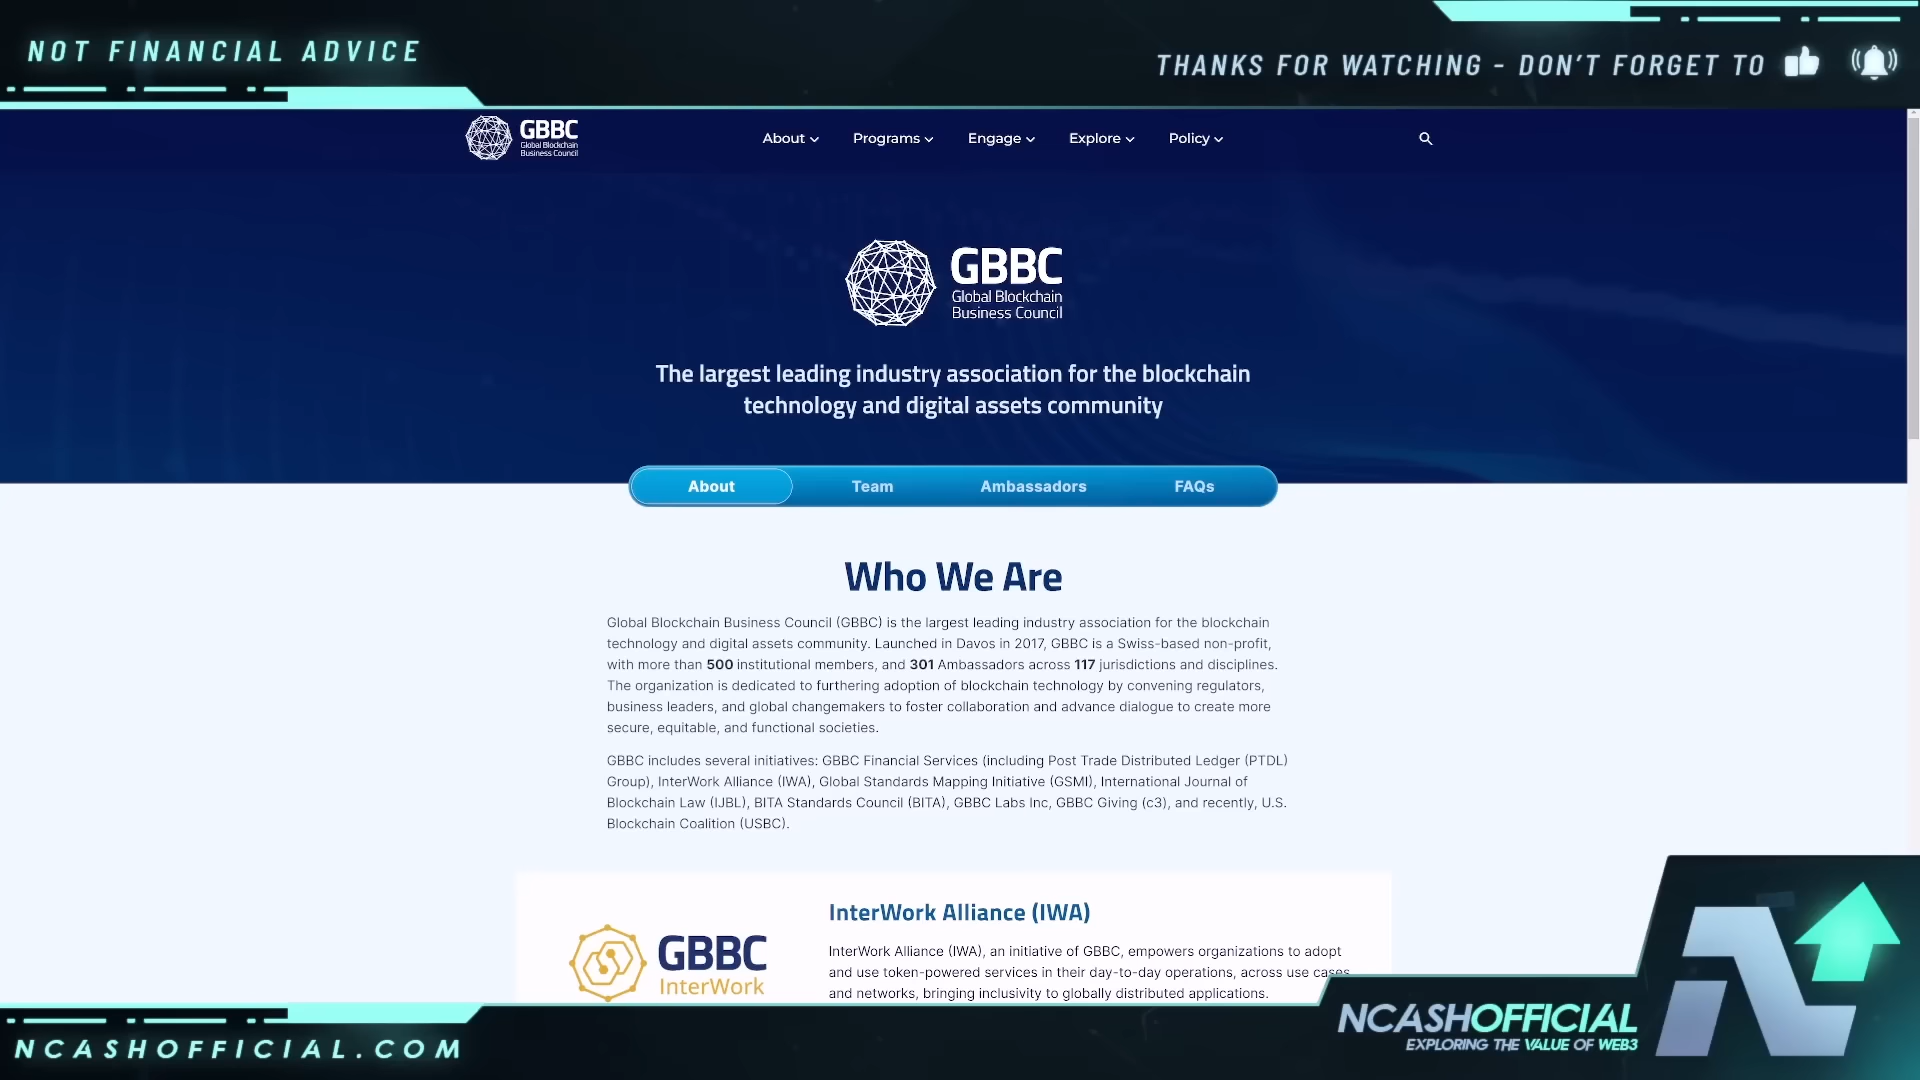 NOT FINANCIAL ADVICE
THANKS FOR WATCHING - DON'T FORGET TO
GBBC
Global Blockchain
Business Council
About
Programs
Engage
Explore
Policy
GBBC
Global Blockchain
Business Council
The largest leading industry association for the blockchain
technology and digital assets community
About
Team
Ambassadors
FAQs
Who We Are
Global Blockchain Business Council (GBBC) is the largest leading industry association for the blockchain
technology and digital assets community. Launched in Davos in 2017, GBBC is a Swiss-based non-profit,
with more than 500 institutional members, and 301 Ambassadors across 117 jurisdictions and disciplines.
The organization is dedicated to furthering adoption of blockchain technology by convening regulators,
business leaders, and global changemakers to foster collaboration and advance dialogue to create more
secure, equitable, and functional societies.
GBBC includes several initiatives: GBBC Financial Services (including Post Trade Distributed Ledger (PTDL)
Group), InterWork Alliance (IWA), Global Standards Mapping Initiative (GSMI), International Journal of
Blockchain Law (IJBL), BITA Standards Council (BITA), GBBC Labs Inc, GBBC Giving (c3), and recently, U.S.
Blockchain Coalition (USBC).
GBBC
InterWork
InterWork Alliance (IWA)
InterWork Alliance (IWA), an initiative of GBBC, empowers organizations to adopt
and use token-powered services in their day-to-day operations, across use cases
and networks, bringing inclusivity to globally distributed applications.
NCASHOFFICIAL.COM
NCASHOFFICIAL
EXPLORING THE VALUE OF WEB3